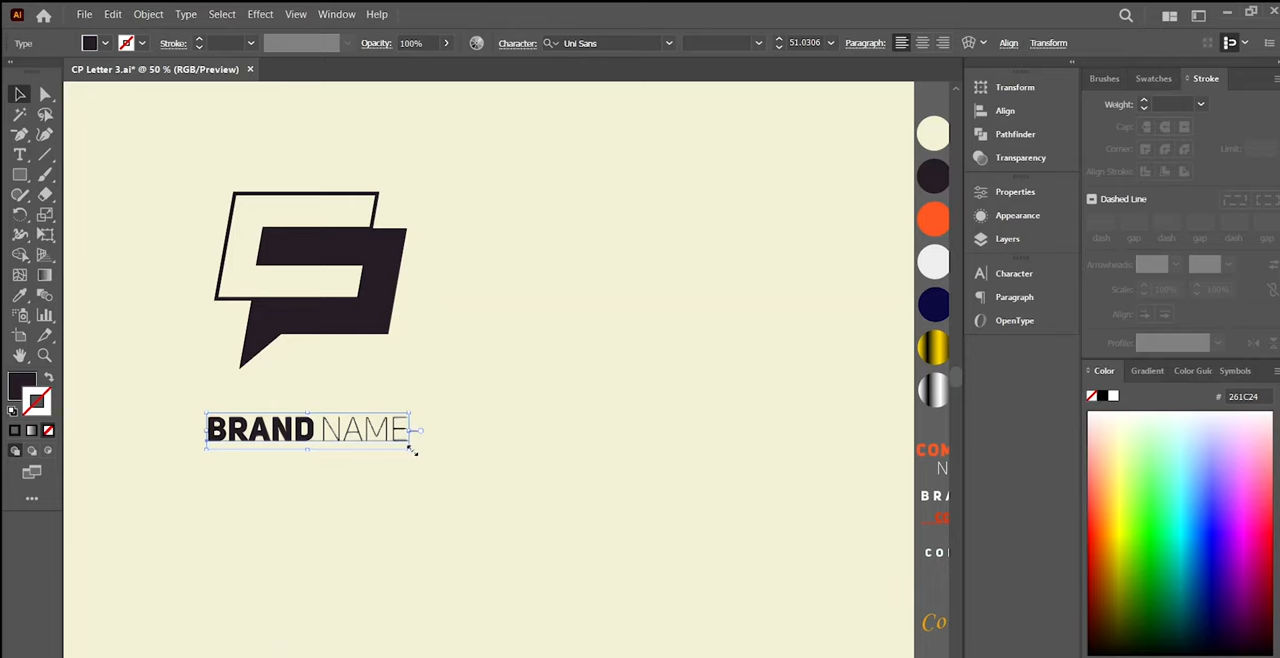 Ai File Edit Object Type Select Effect View Window Help
Type Stroke: Opacity: 100% Character: Uni Sans 51.0306 Paragraph: Align Transform
CP Letter 3.ai* @ 50 % (RGB/Preview)
Transform
Align
Pathfinder
Transparency
Properties
Appearance
Layers
Character
Paragraph
OpenType
Brushes Swatches Stroke
Weight:
Cap:
Corner: Limit:
Align Stroke:
Dashed Line
dash gap dash gap dash gap
Arrowheads:
Scale: 100% 100%
Align:
Profile:
Color Gradient Color Guic Symbols
# 261C24
BRAND NAME
COM
N
BRA
CO
Co